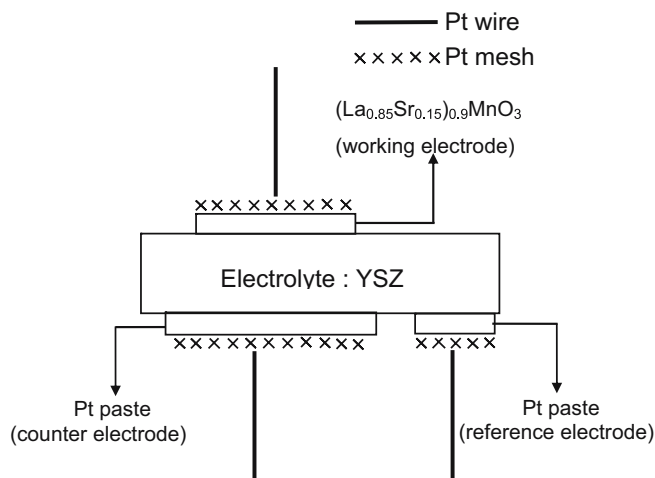 Pt wire
Pt mesh
(La0.85Sr0.15)0.9MnO3
(working electrode)
Electrolyte : YSZ
Pt paste
(counter electrode)
Pt paste
(reference electrode)